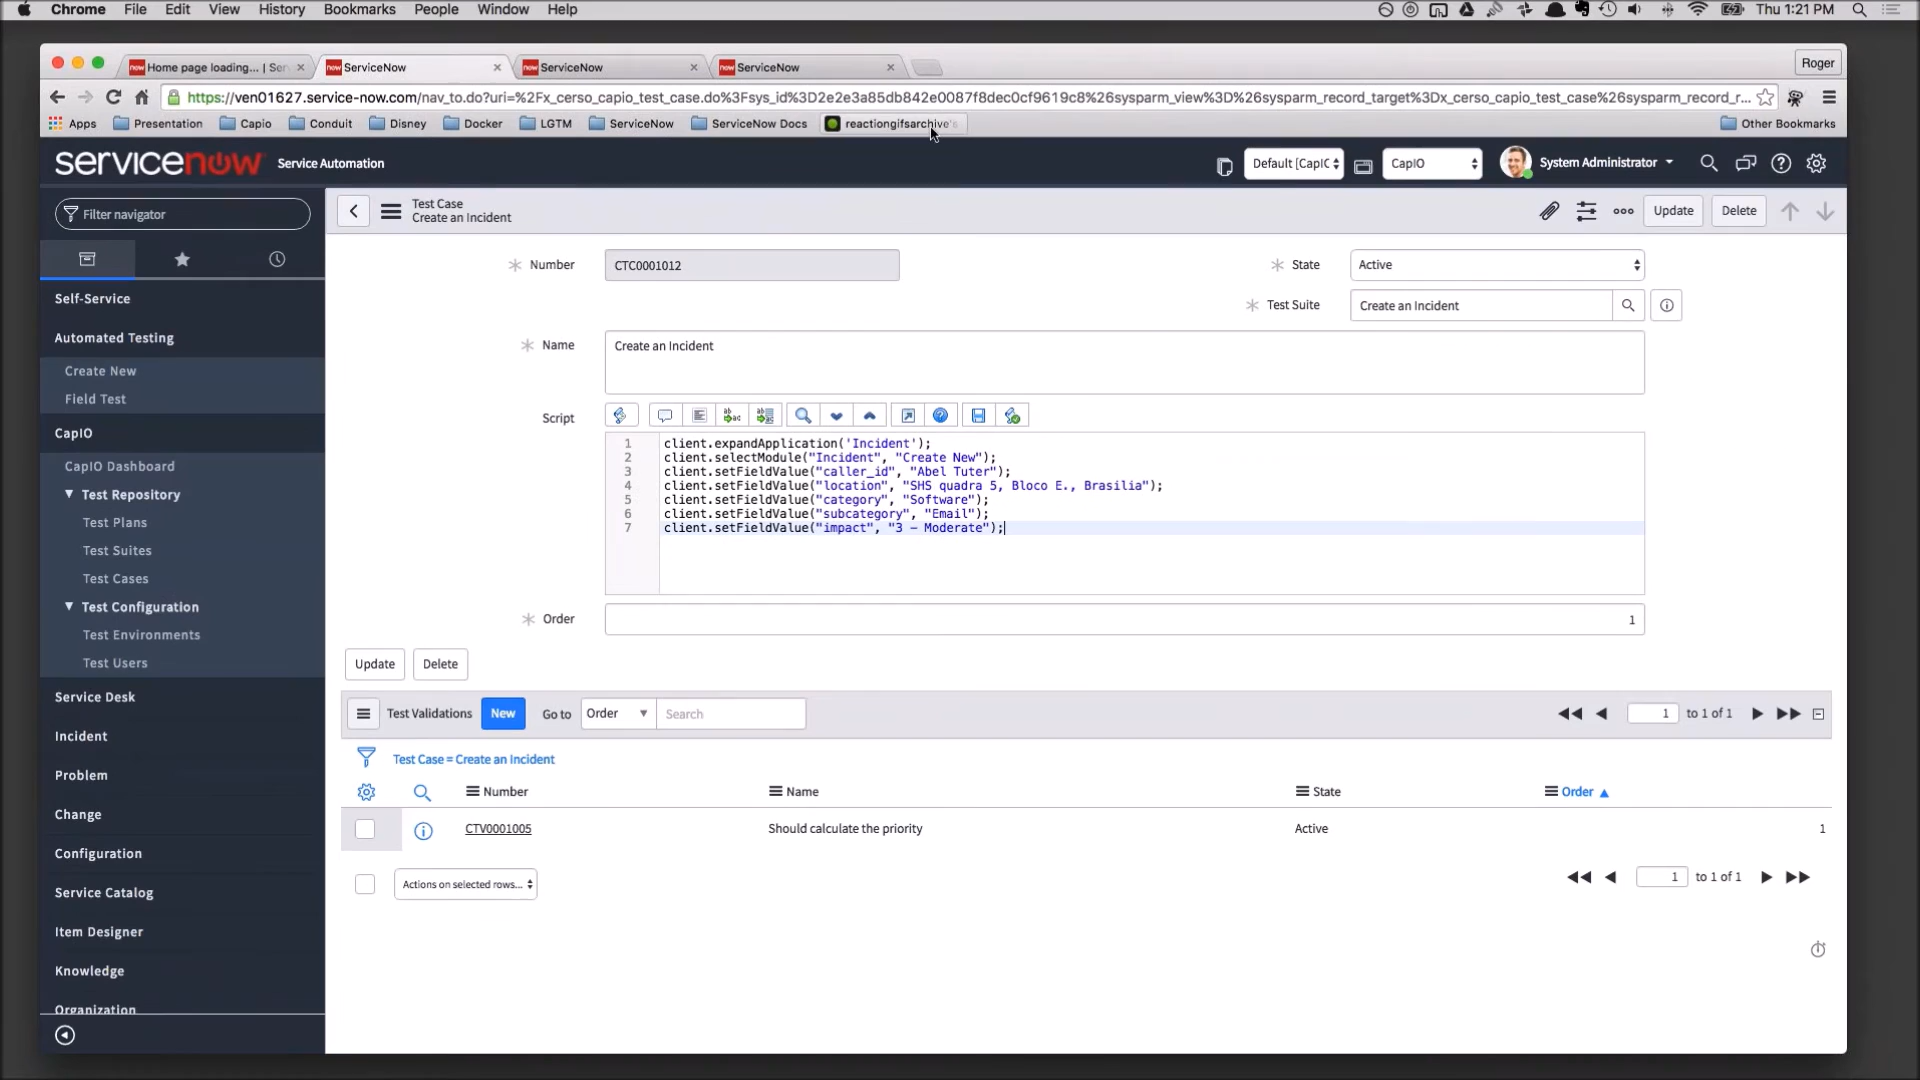 Chrome File Edit View History Bookmarks People Window Help Thu 1:21 PM
Home page loading... | Ser ServiceNow ServiceNow ServiceNow Roger
https://ven01627.service-now.com/nav_to.do?uri=%2Fx_cerso_capio_test_case.do%3Fsys_id%3D2e2e3a85db842e0087f8dec0cf9619c8%26sysparm_view%3D%26sysparm_record_target%3Dx_cerso_capio_test_case%26sysparm_record_r...
Apps Presentation Capio Conduit Disney Docker LGTM ServiceNow ServiceNow Docs reactiongifsarchive's Other Bookmarks
servicenow Service Automation Default [CapIC CapIO System Administrator
Filter navigator
Test Case
Create an Incident
Update Delete
Self-Service
Automated Testing
Create New
Field Test
CapIO
CapIO Dashboard
Test Repository
Test Plans
Test Suites
Test Cases
Test Configuration
Test Environments
Test Users
Service Desk
Incident
Problem
Change
Configuration
Service Catalog
Item Designer
Knowledge
Organization
Number CTC0001012
State Active
Test Suite Create an Incident
Name Create an Incident
Script
1 client.expandApplication('Incident');
2 client.selectModule("Incident", "Create New");
3 client.setFieldValue("caller_id", "Abel Tuter");
4 client.setFieldValue("location", "SHS quadra 5, Bloco E., Brasilia");
5 client.setFieldValue("category", "Software");
6 client.setFieldValue("subcategory", "Email");
7 client.setFieldValue("impact", "3 - Moderate");
Order 1
Update Delete
Test Validations New Go to Order Search 1 to 1 of 1
Test Case = Create an Incident
Number Name State Order
CTV0001005 Should calculate the priority Active 1
Actions on selected rows... 1 to 1 of 1